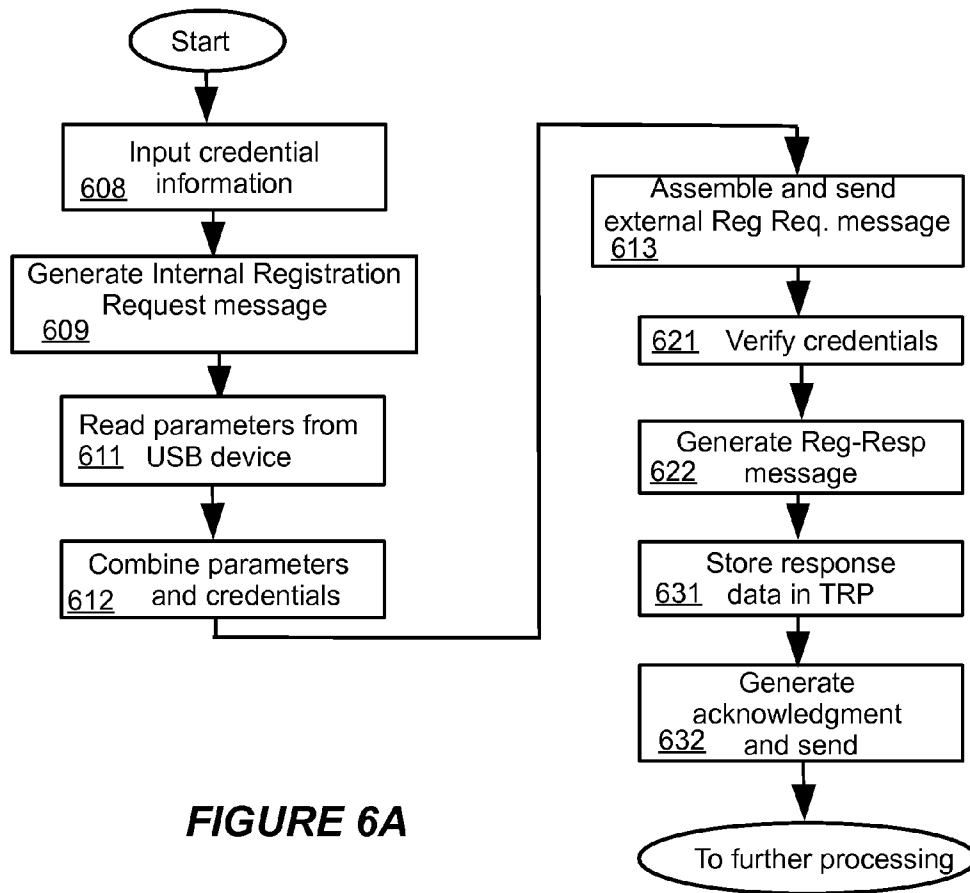 Start
Input credential
608 information
Generate Internal Registration
Request message
609
Read parameters from
611 USB device
Combine parameters
612 and credentials
Assemble and send
external Reg Req. message
613
621 Verify credentials
Generate Reg-Resp
622 message
Store response
631 data in TRP
Generate
acknowledgment
632 and send
To further processing
FIGURE 6A